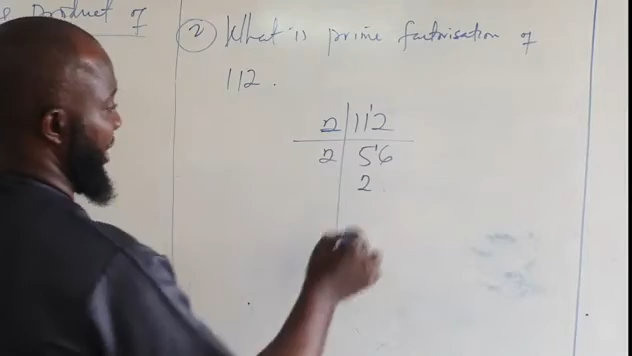 product of
② What is prime factorisation of
112.
2 112
2 56
2